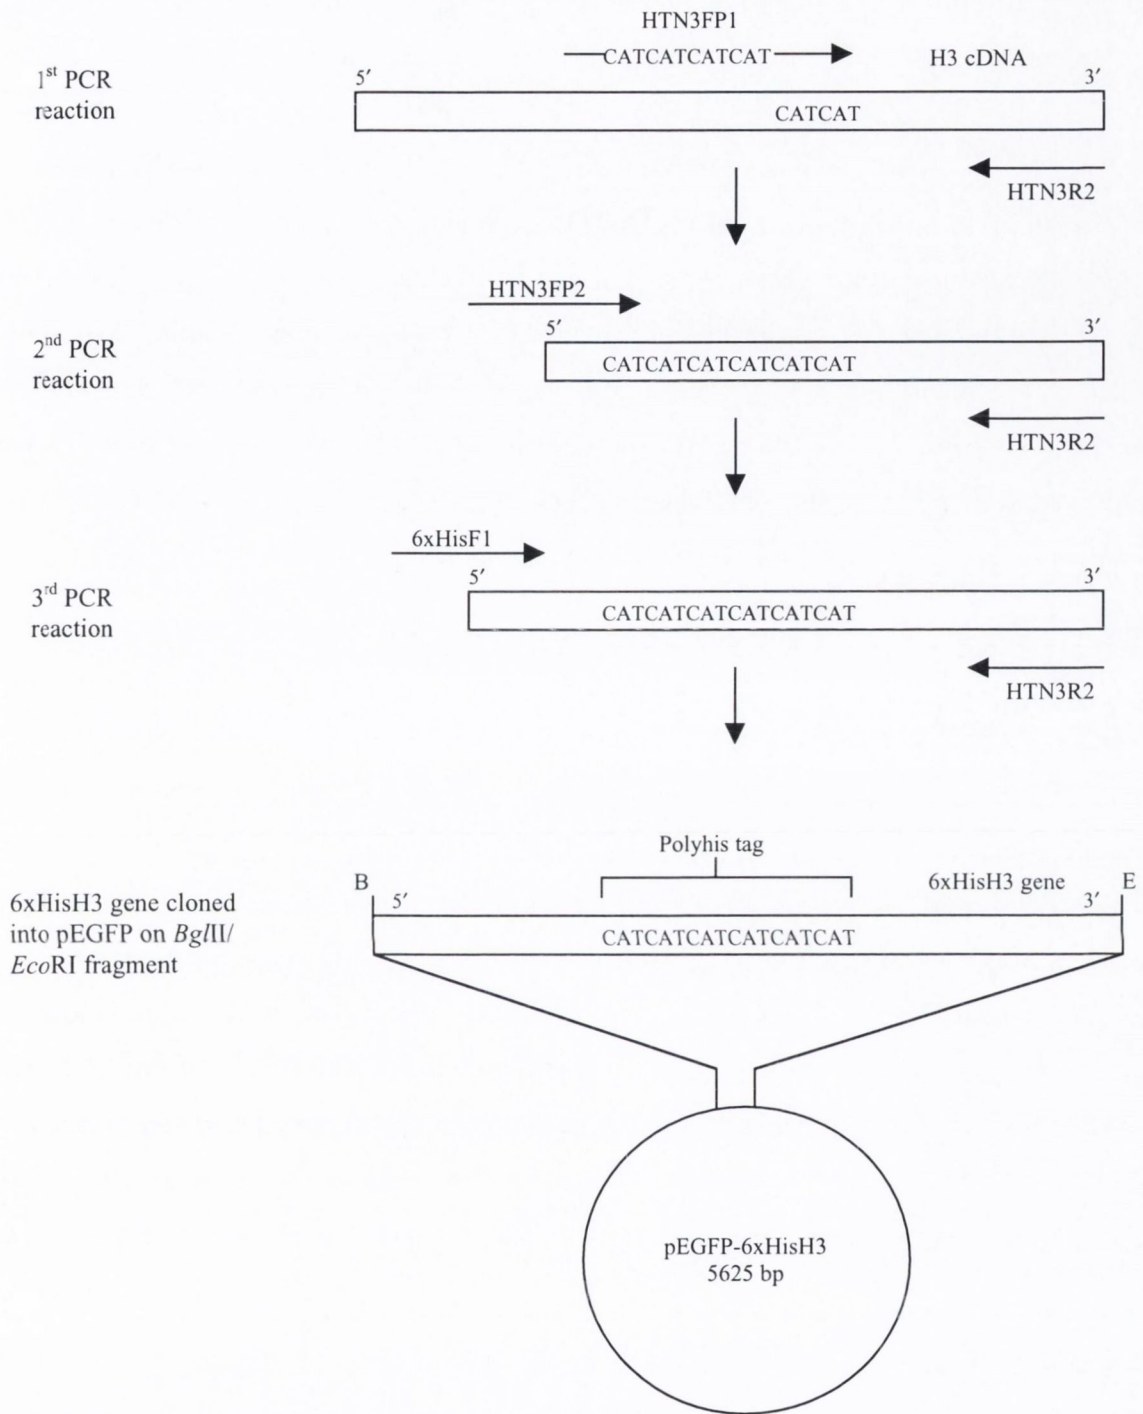 HTN3FP1
CATCATCATCAT
H3 cDNA
1st PCR
reaction
5′
3′
CATCAT
HTN3R2
HTN3FP2
2nd PCR
reaction
5′
3′
CATCATCATCATCATCAT
HTN3R2
6xHisF1
3rd PCR
reaction
5′
3′
CATCATCATCATCATCAT
HTN3R2
Polyhis tag
B
6xHisH3 gene
E
6xHisH3 gene cloned
into pEGFP on BglII/
EcoRI fragment
5′
3′
CATCATCATCATCATCAT
pEGFP-6xHisH3
5625 bp